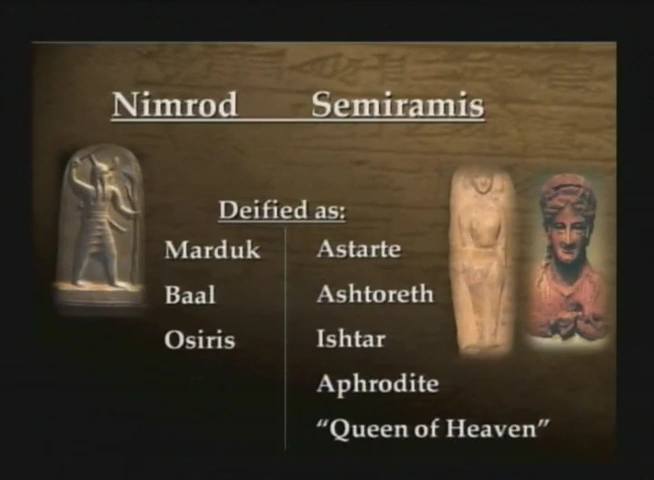 Nimrod Semiramis
Deified as:
Marduk Astarte
Baal Ashtoreth
Osiris Ishtar
Aphrodite
“Queen of Heaven”